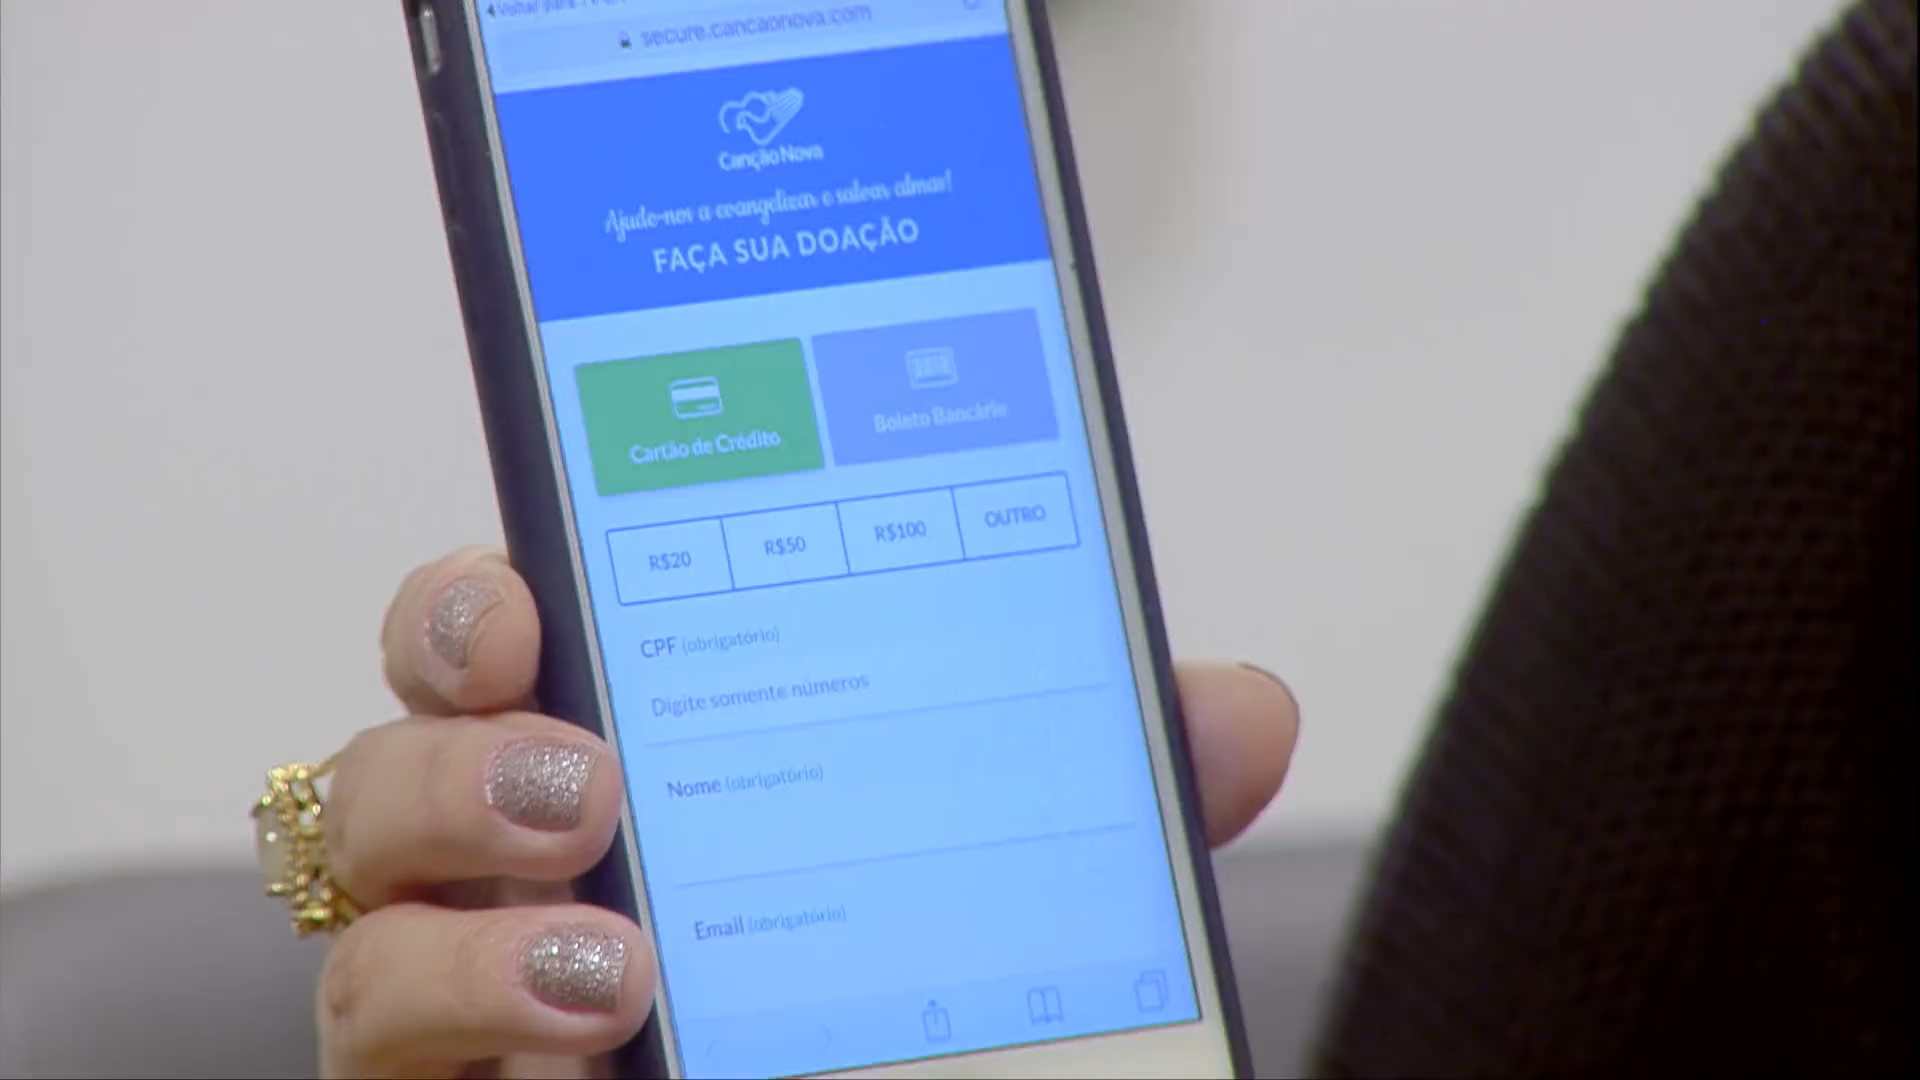 secure.cancaonova.com
Canção Nova
Ajude-nos a evangelizar e salvar almas!
FAÇA SUA DOAÇÃO
Cartão de Crédito
Boleto Bancário
R$20
R$50
R$100
OUTRO
CPF (obrigatório)
Digite somente números
Nome (obrigatório)
Email (obrigatório)